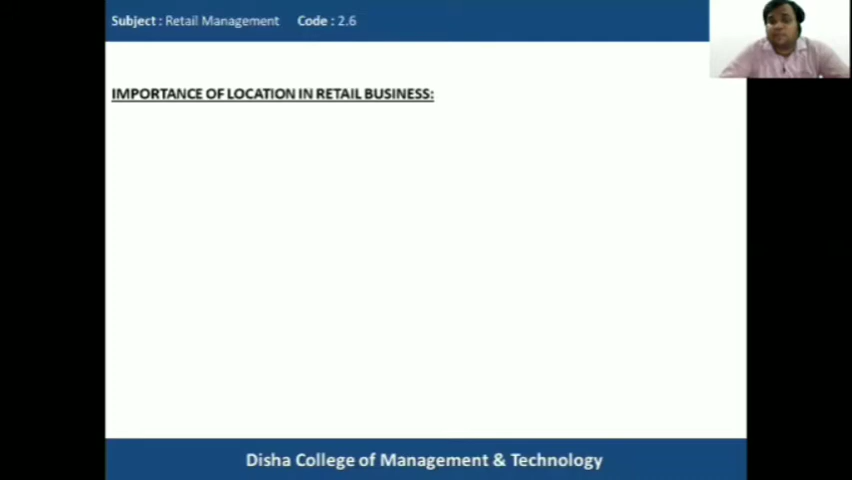 Subject : Retail Management Code : 2.6
IMPORTANCE OF LOCATION IN RETAIL BUSINESS:
Disha College of Management & Technology